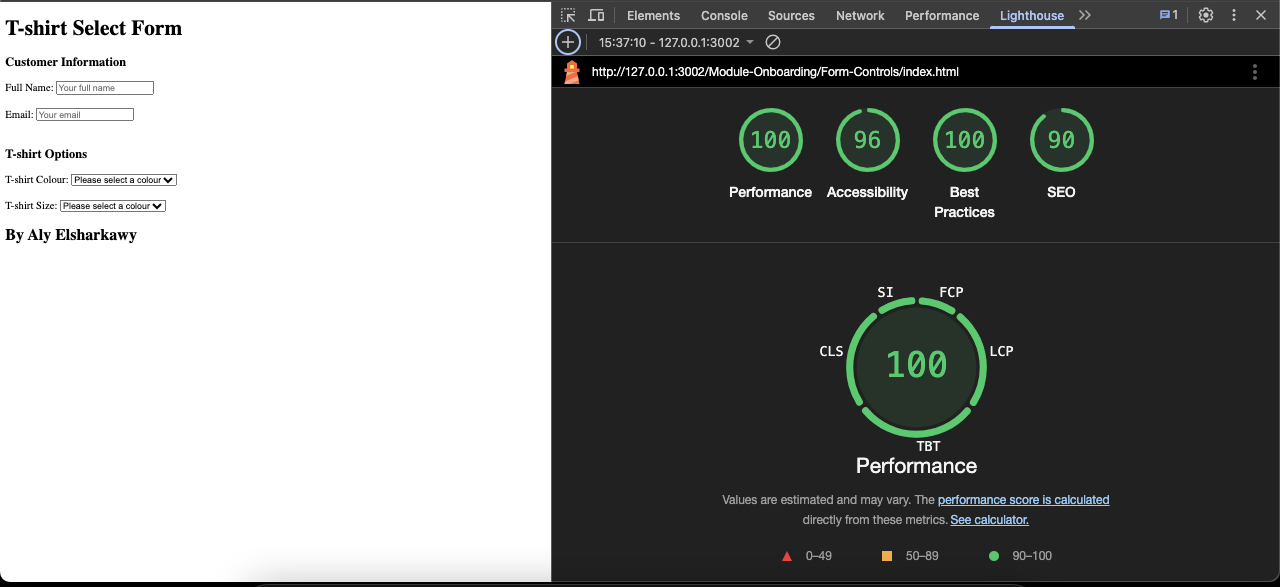 T-shirt Select Form
Customer Information
Full Name: Your full name
Email: Your email
T-shirt Options
T-shirt Colour: Please select a colour
T-shirt Size: Please select a colour
By Aly Elsharkawy
Elements Console Sources Network Performance Lighthouse 1
15:37:10 - 127.0.0.1:3002
http://127.0.0.1:3002/Module-Onboarding/Form-Controls/index.html
100 96 100 90
Performance Accessibility Best Practices SEO
SI FCP
CLS LCP
100
TBT
Performance
Values are estimated and may vary. The performance score is calculated
directly from these metrics. See calculator.
0–49 50–89 90–100